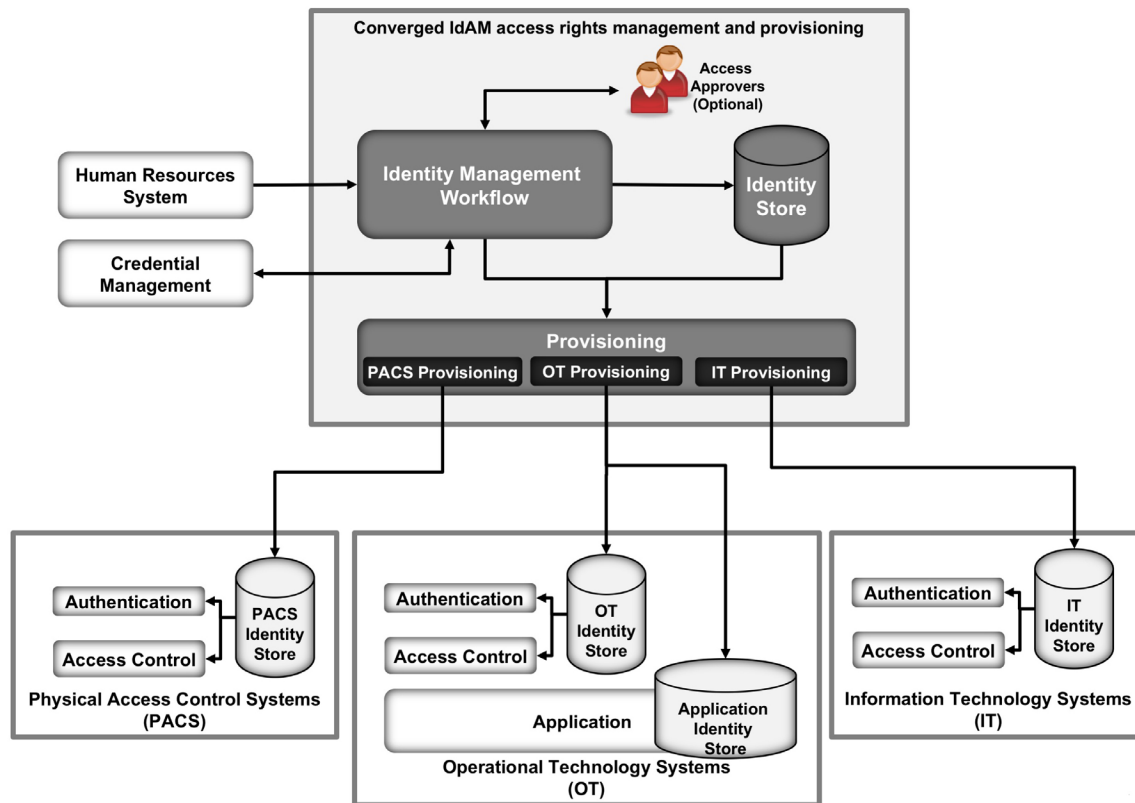 Converged IdAM access rights management and provisioning
Access
Approvers
(Optional)
Human Resources
System
Identity Management
Workflow
Identity
Store
Credential
Management
Provisioning
PACS Provisioning
OT Provisioning
IT Provisioning
Authentication
Access Control
PACS
Identity
Store
Physical Access Control Systems
(PACS)
Authentication
Access Control
OT
Identity
Store
Application
Application
Identity
Store
Operational Technology Systems
(OT)
Authentication
Access Control
IT
Identity
Store
Information Technology Systems
(IT)